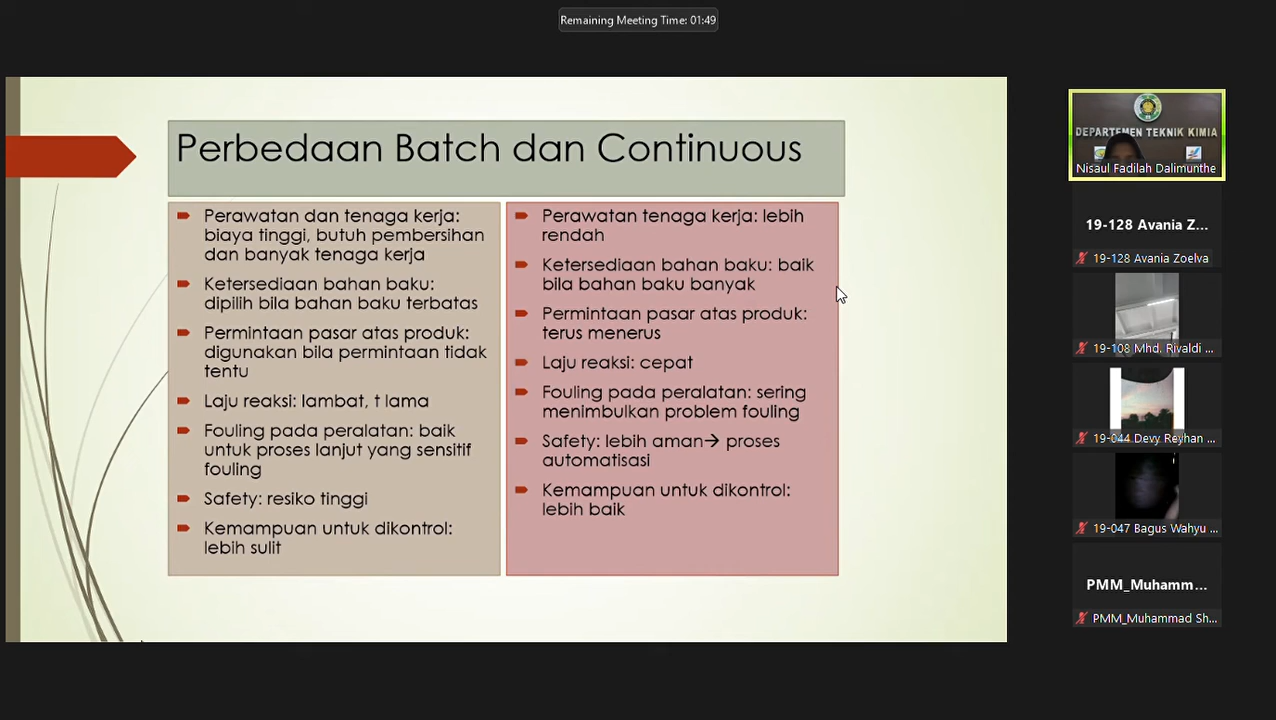 Remaining Meeting Time: 01:49
Perbedaan Batch dan Continuous
Perawatan dan tenaga kerja:
biaya tinggi, butuh pembersihan
dan banyak tenaga kerja
Ketersediaan bahan baku:
dipilih bila bahan baku terbatas
Permintaan pasar atas produk:
digunakan bila permintaan tidak
tentu
Laju reaksi: lambat, t lama
Fouling pada peralatan: baik
untuk proses lanjut yang sensitif
fouling
Safety: resiko tinggi
Kemampuan untuk dikontrol:
lebih sulit
Perawatan tenaga kerja: lebih
rendah
Ketersediaan bahan baku: baik
bila bahan baku banyak
Permintaan pasar atas produk:
terus menerus
Laju reaksi: cepat
Fouling pada peralatan: sering
menimbulkan problem fouling
Safety: lebih aman→ proses
automatisasi
Kemampuan untuk dikontrol:
lebih baik
DEPARTEMEN TEKNIK KIMIA
Nisaul Fadilah Dalimunthe
19-128 Avania Z...
19-128 Avania Zoelva
19-108 Mhd. Rivaldi ...
19-044 Devy Reyhan ...
19-047 Bagus Wahyu ...
PMM_Muhamm...
PMM_Muhammad Sh...